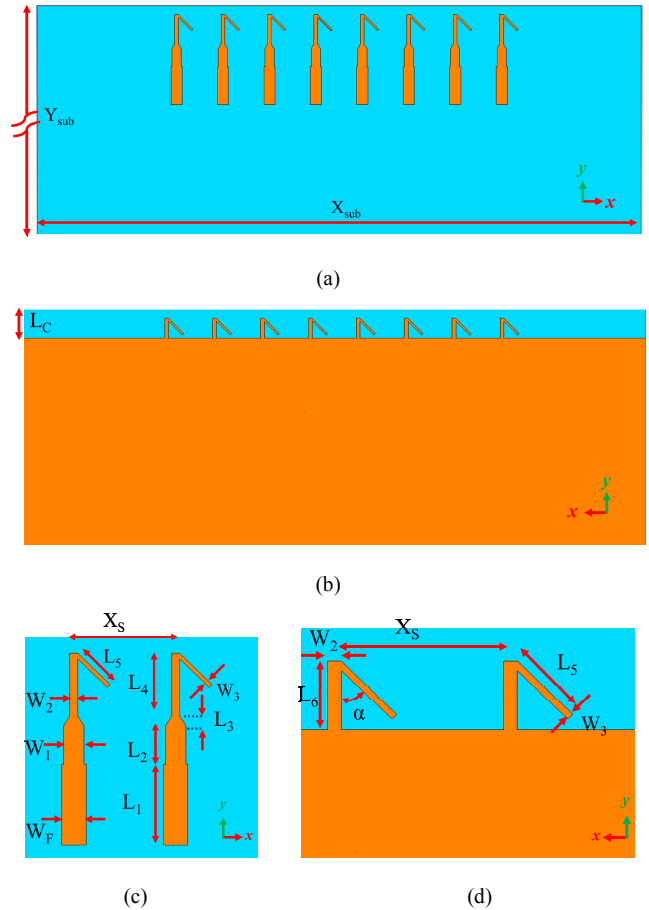 Y_sub
y
x
X_sub
(a)
L_C
y
x
(b)
X_S
L_5
L_4
W_2
W_3
L_3
L_2
W_1
L_1
W_F
y
x
(c)
W_2
X_S
L_5
L_6
α
W_3
y
x
(d)